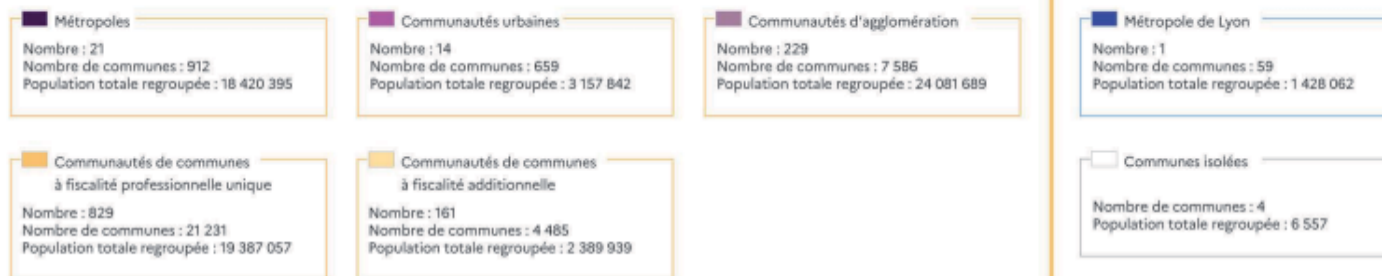 Métropoles
Nombre : 21
Nombre de communes : 912
Population totale regroupée : 18 420 395
Communautés urbaines
Nombre : 14
Nombre de communes : 659
Population totale regroupée : 3 157 842
Communautés d'agglomération
Nombre : 229
Nombre de communes : 7 586
Population totale regroupée : 24 081 689
Métropole de Lyon
Nombre : 1
Nombre de communes : 59
Population totale regroupée : 1 428 062
Communautés de communes
à fiscalité professionnelle unique
Nombre : 829
Nombre de communes : 21 231
Population totale regroupée : 19 387 057
Communautés de communes
à fiscalité additionnelle
Nombre : 161
Nombre de communes : 4 485
Population totale regroupée : 2 389 939
Communes isolées
Nombre de communes : 4
Population totale regroupée : 6 557